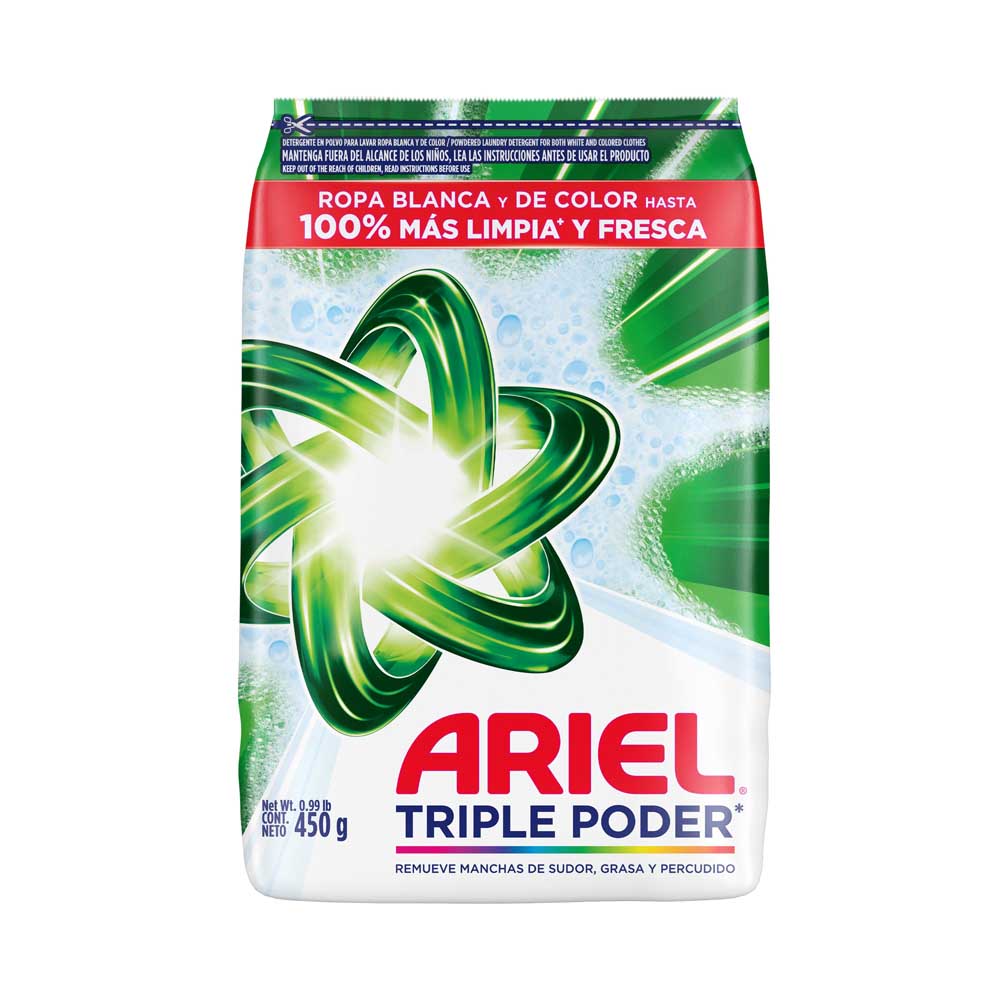 DETERGENTE EN POLVO PARA LAVAR ROPA BLANCA Y DE COLOR / POWDERED LAUNDRY DETERGENT FOR BOTH WHITE AND COLORED CLOTHES
MANTENGA FUERA DEL ALCANCE DE LOS NIÑOS, LEA LAS INSTRUCCIONES ANTES DE USAR EL PRODUCTO
KEEP OUT OF THE REACH OF CHILDREN, READ INSTRUCTIONS BEFORE USE
ROPA BLANCA Y DE COLOR HASTA
100% MÁS LIMPIA⁺ Y FRESCA
ARIEL®
TRIPLE PODER*
REMUEVE MANCHAS DE SUDOR, GRASA Y PERCUDIDO
Net Wt. 0.99 lb
CONT. NETO 450 g